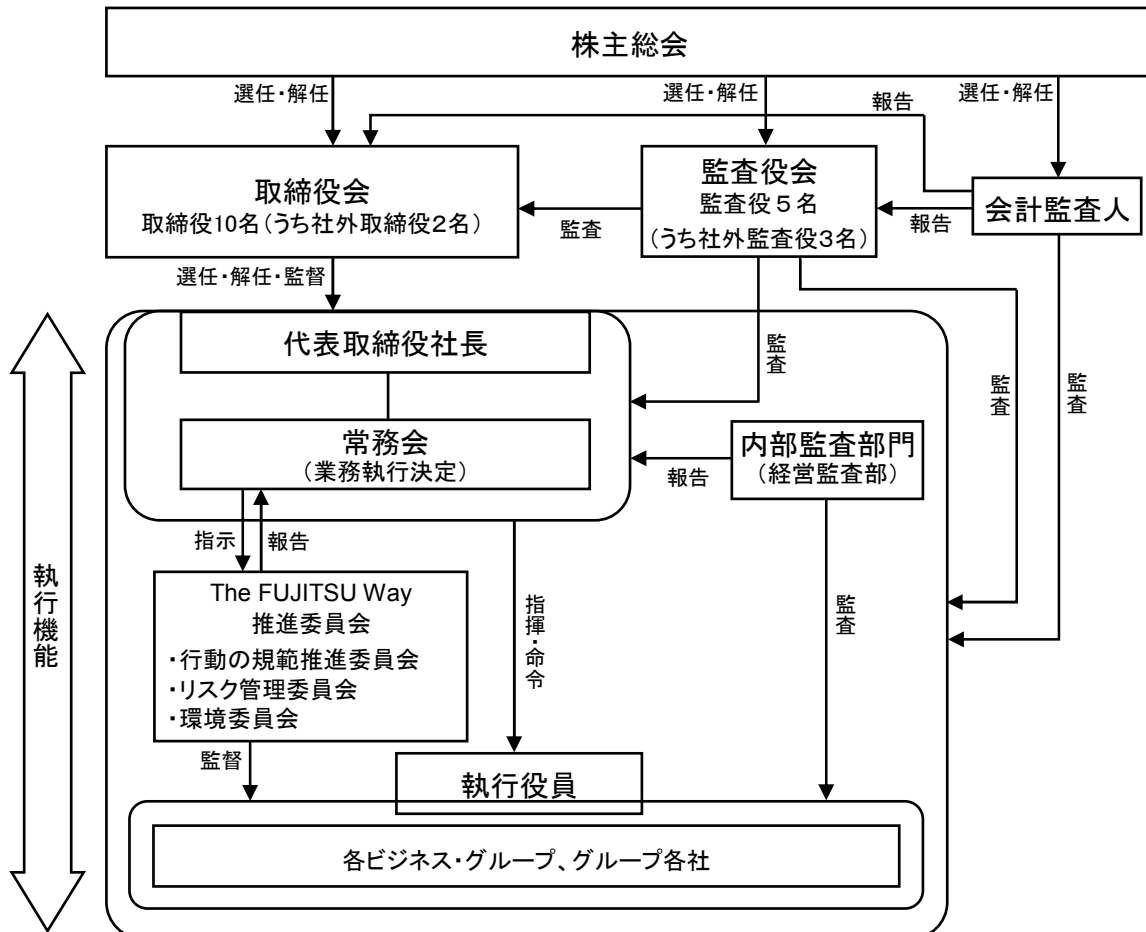 株主総会
選任・解任
選任・解任
選任・解任
報告
取締役会
取締役10名(うち社外取締役2名)
監査
監査役会
監査役5名
(うち社外監査役3名)
報告
会計監査人
選任・解任・監督
代表取締役社長
監査
監査
監査
常務会
(業務執行決定)
報告
内部監査部門
(経営監査部)
指示
報告
執行機能
The FUJITSU Way
推進委員会
・行動の規範推進委員会
・リスク管理委員会
・環境委員会
指揮・命令
監査
監督
執行役員
各ビジネス・グループ、グループ各社